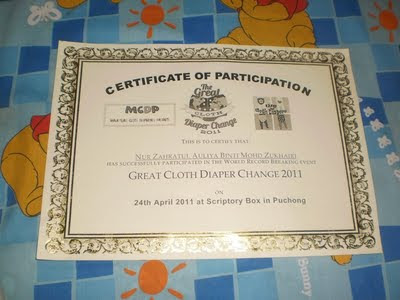 CERTIFICATE OF PARTICIPATION
MCDP
The Great
CLOTH
Diaper Change
2011
THIS IS TO CERTIFY THAT
NUR ZAHRATUL AULIYA BINTI MOHD ZUKHAIRI
HAS SUCCESSFULLY PARTICIPATED IN THE WORLD RECORD BREAKING EVENT
GREAT CLOTH DIAPER CHANGE 2011
ON
24th April 2011 at Scriptory Box in Puchong
Bunny